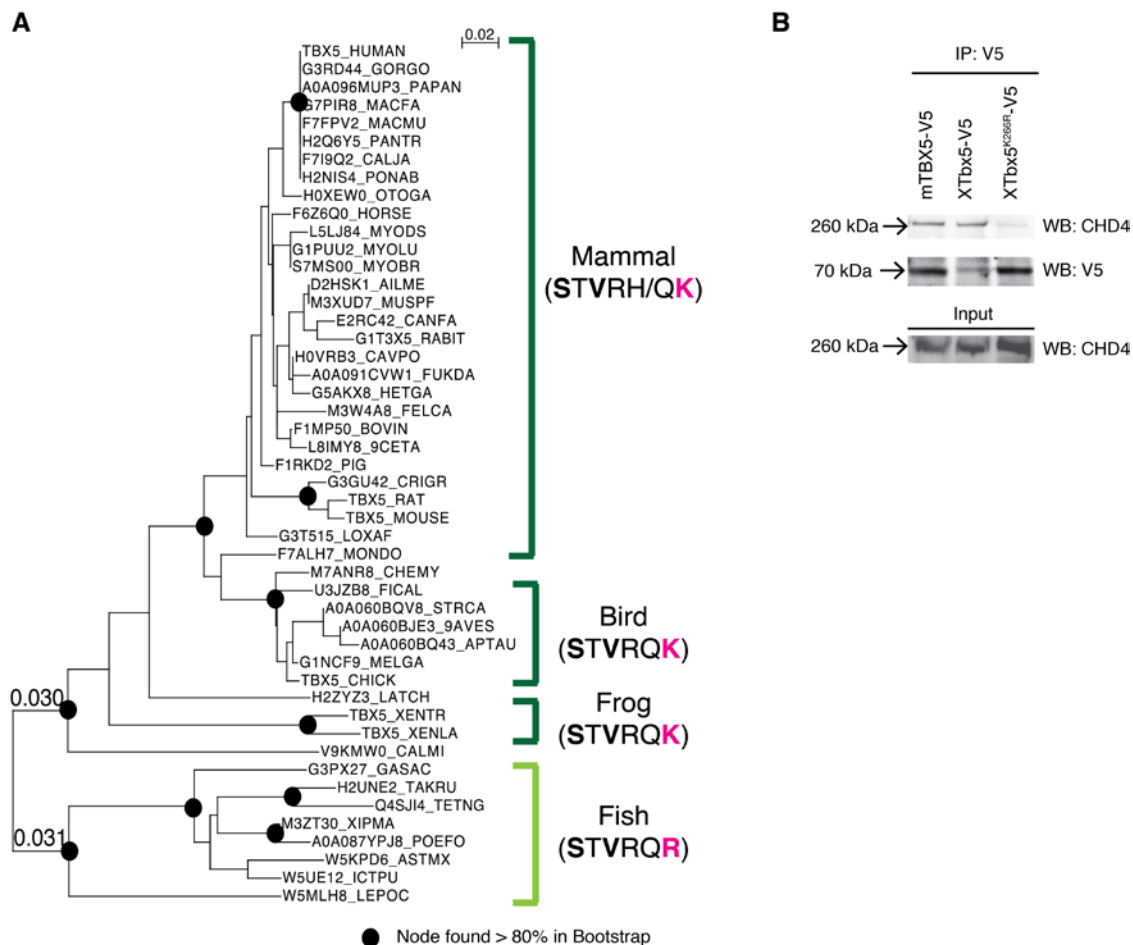 A
0.02
TBX5_HUMAN
G3RD44_GORGO
A0A096MUP3_PAPAN
G7PIR8_MACFA
F7FPV2_MACMU
H2Q6Y5_PANTR
F7I9Q2_CALJA
H2NIS4_PONAB
H0XEW0_OTOGA
F6Z6Q0_HORSE
L5LJ84_MYODS
G1PUU2_MYOLU
S7MS00_MYOBR
D2HSK1_AILME
M3XUD7_MUSPF
E2RC42_CANFA
G1T3X5_RABIT
H0VRB3_CAVPO
A0A091CVW1_FUKDA
G5AKX8_HETGA
M3W4A8_FELCA
F1MP50_BOVIN
L8IMY8_9CETA
F1RKD2_PIG
G3GU42_CRIGR
TBX5_RAT
TBX5_MOUSE
G3T515_LOXAF
F7ALH7_MONDO
M7ANR8_CHEMY
U3JZB8_FICAL
A0A060BQV8_STRCA
A0A060BJE3_9AVES
A0A060BQ43_APTAU
G1NCF9_MELGA
TBX5_CHICK
H2ZYZ3_LATCH
TBX5_XENTR
TBX5_XENLA
V9KMW0_CALMI
G3PX27_GASAC
H2UNE2_TAKRU
Q4SJI4_TETNG
M3ZT30_XIPMA
A0A087YPJ8_POEFO
W5KPD6_ASTMX
W5UE12_ICTPU
W5MLH8_LEPOC
0.030
0.031
Mammal
(STVRH/QK)
Bird
(STVRQK)
Frog
(STVRQK)
Fish
(STVRQR)
Node found > 80% in Bootstrap
B
IP: V5
mTBX5-V5
XTbx5-V5
XTbx5K266R-V5
260 kDa WB: CHD4
70 kDa WB: V5
Input
260 kDa WB: CHD4